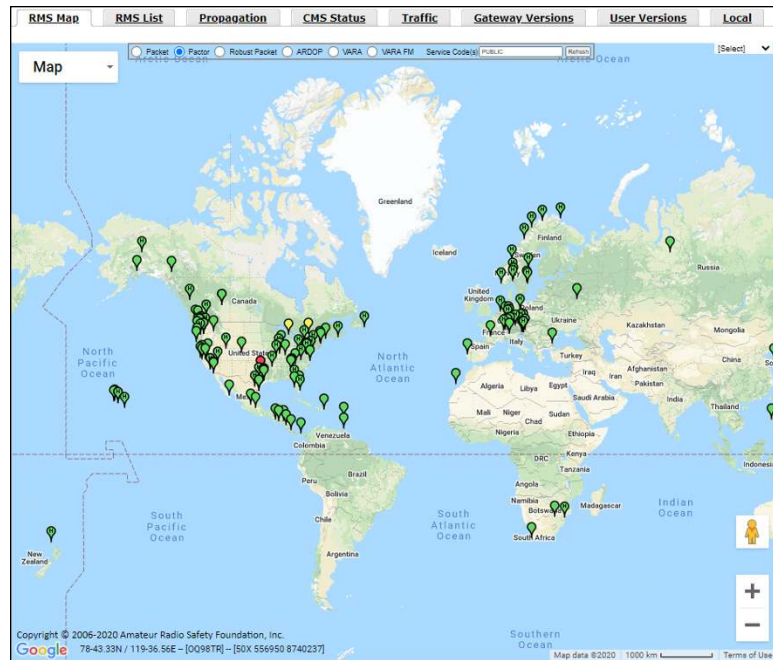 RMS Map RMS List Propagation CMS Status Traffic Gateway Versions User Versions Local
Packet Pactor Robust Packet ARDOP VARA VARA FM Service Code(s) PUBLIC Refresh [Select]
Map
Arctic Ocean Arctic Ocean
Greenland
Iceland
Finland
Sweden
Russia
Canada
United Kingdom
Poland
Ukraine
Kazakhstan
Mongolia
France
Italy
Spain
Turkey
North Pacific Ocean
United States
North Atlantic Ocean
China
Iraq Afghanistan
Pakistan
Algeria Libya Egypt
Saudi Arabia
India
Mali Niger
Chad
Sudan
Thailand
Nigeria
Ethiopia
Venezuela
Colombia
DRC Kenya
Tanzania
Indonesia
Peru
Brazil
Bolivia
Angola
Namibia
Botswana
Madagascar
South Pacific Ocean
Chile
South Atlantic Ocean
Indian Ocean
South Africa
New Zealand
Argentina
Southern Ocean
Copyright © 2006-2020 Amateur Radio Safety Foundation, Inc.
Google 78-43.33N / 119-36.56E -- [OQ98TR] -- [50X 556950 8740237]
Map data ©2020 1000 km Terms of Use